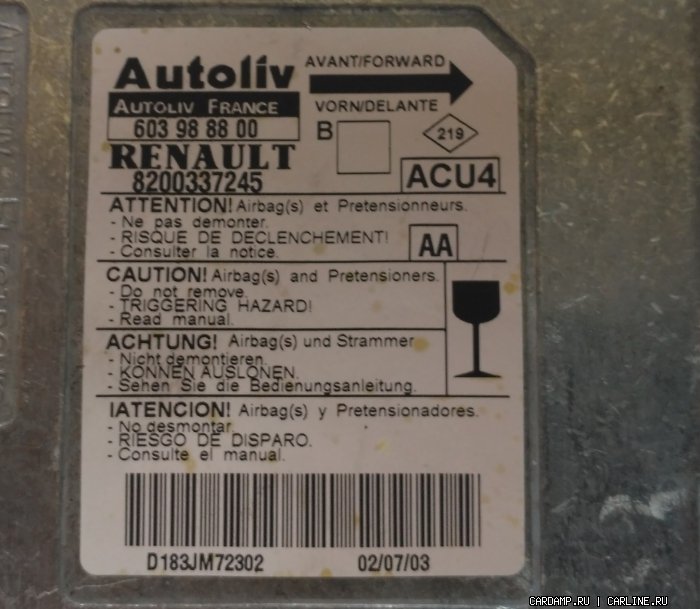 Autoliv
AVANT/FORWARD
AUTOLIV FRANCE
VORN/DELANTE
603 98 88 00
B
219
RENAULT
8200337245
ACU4
ATTENTION! Airbag(s) et Pretensionneurs.
- Ne pas demonter.
- RISQUE DE DECLENCHEMENT!
- Consulter la notice.
AA
CAUTION! Airbag(s) and Pretensioners.
- Do not remove.
- TRIGGERING HAZARD!
- Read manual.
ACHTUNG! Airbag(s) und Strammer
- Nicht demontieren.
- KONNEN AUSLONEN.
- Sehen Sie die Bedienungsanleitung.
IATENCION! Airbag(s) y Pretensionadores.
- No desmontar.
- RIESGO DE DISPARO.
- Consulte el manual.
D183JM72302
02/07/03
CARDAMP.RU | CARLINE.RU